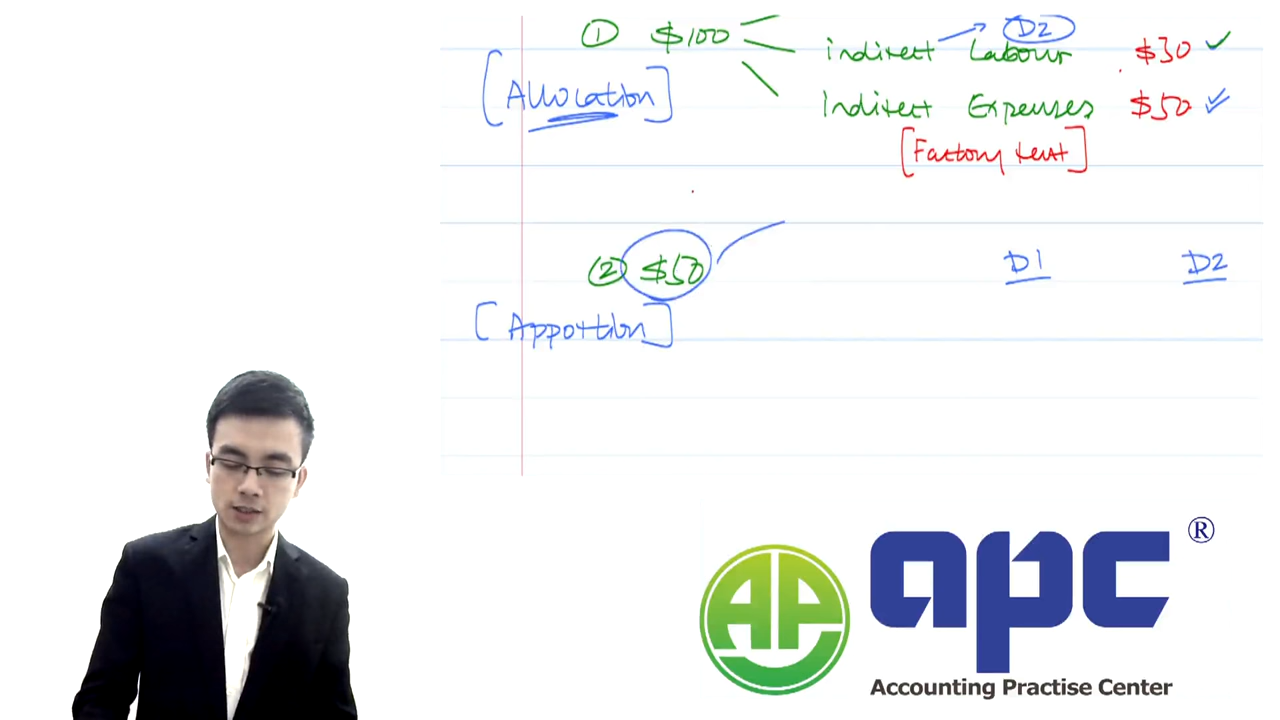 ① $100
D2
Indirect Labour $30 ✓
[Allocation]
Indirect Expenses $50
[Factory rent]
② $50
D1 D2
[Apportion]
AP
apc®
Accounting Practise Center